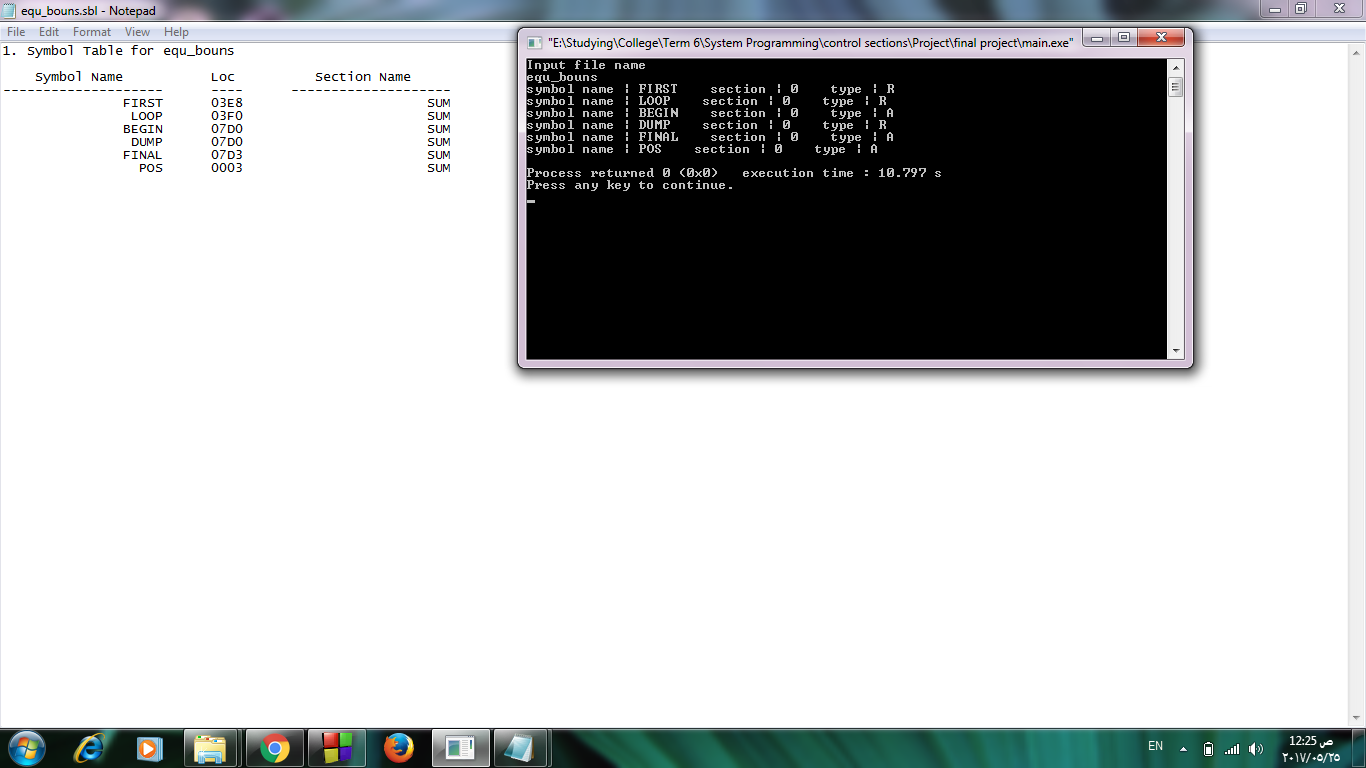 equ_bouns.sbl - Notepad
File Edit Format View Help
1. Symbol Table for equ_bouns
Symbol Name Loc Section Name
-------------------- ---- --------------------
FIRST 03E8 SUM
LOOP 03F0 SUM
BEGIN 07D0 SUM
DUMP 07D0 SUM
FINAL 07D3 SUM
POS 0003 SUM
"E:\Studying\College\Term 6\System Programming\control sections\Project\final project\main.exe"
Input file name
equ_bouns
symbol name ¦ FIRST section ¦ 0 type ¦ R
symbol name ¦ LOOP section ¦ 0 type ¦ R
symbol name ¦ BEGIN section ¦ 0 type ¦ A
symbol name ¦ DUMP section ¦ 0 type ¦ R
symbol name ¦ FINAL section ¦ 0 type ¦ A
symbol name ¦ POS section ¦ 0 type ¦ A
Process returned 0 (0x0) execution time : 10.797 s
Press any key to continue.
EN
12:25 ص
٢٠١٧/٠٥/٢٥